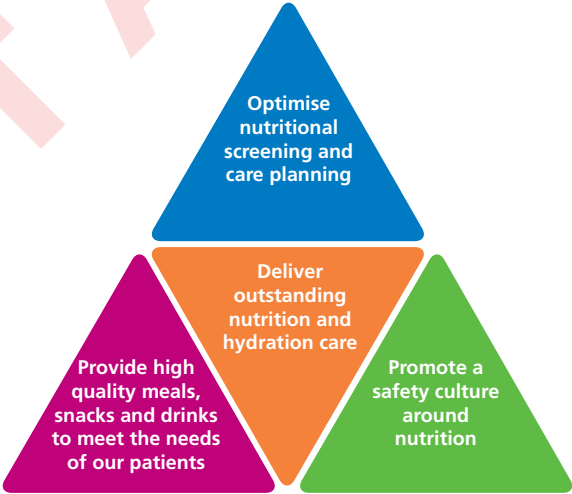 Optimise
nutritional
screening and
care planning
Deliver
outstanding
nutrition and
hydration care
Provide high
quality meals,
snacks and drinks
to meet the needs
of our patients
Promote a
safety culture
around
nutrition